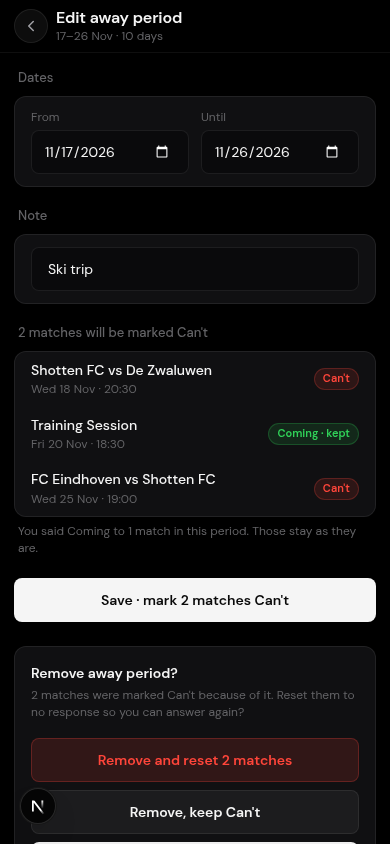 Edit away period
17–26 Nov · 10 days
Dates
From
Until
11/17/2026
11/26/2026
Note
Ski trip
2 matches will be marked Can't
Shotten FC vs De Zwaluwen
Wed 18 Nov · 20:30
Can't
Training Session
Fri 20 Nov · 18:30
Coming · kept
FC Eindhoven vs Shotten FC
Wed 25 Nov · 19:00
Can't
You said Coming to 1 match in this period. Those stay as they
are.
Save · mark 2 matches Can't
Remove away period?
2 matches were marked Can't because of it. Reset them to
no response so you can answer again?
Remove and reset 2 matches
N
Remove, keep Can't